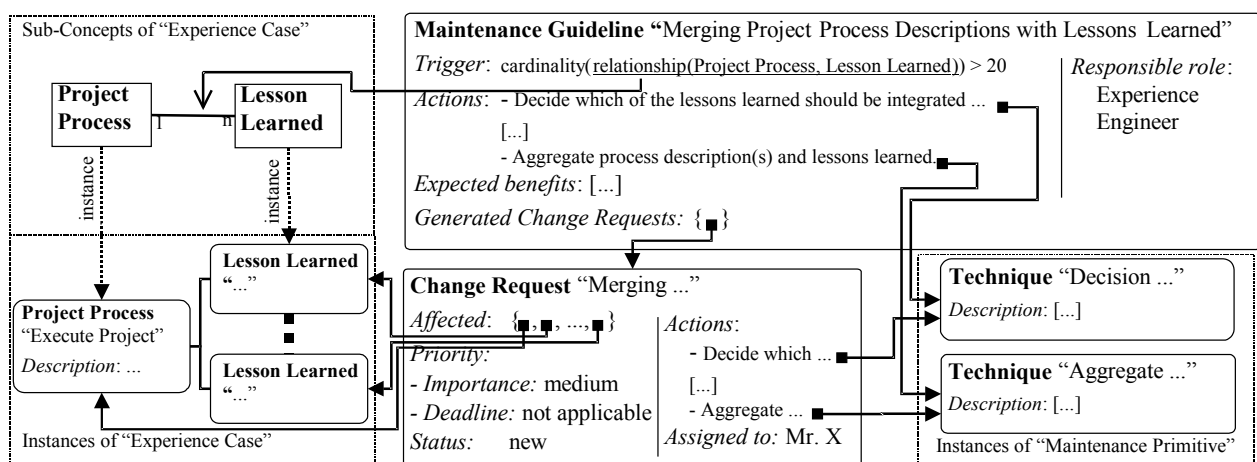 Sub-Concepts of “Experience Case”
Project
Process
1
n
Lesson
Learned
instance
instance
Maintenance Guideline “Merging Project Process Descriptions with Lessons Learned”
Trigger: cardinality(relationship(Project Process, Lesson Learned)) > 20
Actions: - Decide which of the lessons learned should be integrated ...
[...]
- Aggregate process description(s) and lessons learned.
Expected benefits: [...]
Generated Change Requests: { }
Responsible role:
Experience
Engineer
Lesson Learned
“...”
Project Process
“Execute Project”
Description: ...
Lesson Learned
“...”
Instances of “Experience Case”
Change Request “Merging ...”
Affected: { , , ..., }
Priority:
- Importance: medium
- Deadline: not applicable
Status: new
Actions:
- Decide which ...
[...]
- Aggregate ...
Assigned to: Mr. X
Technique “Decision ...”
Description: [...]
Technique “Aggregate ...”
Description: [...]
Instances of “Maintenance Primitive”